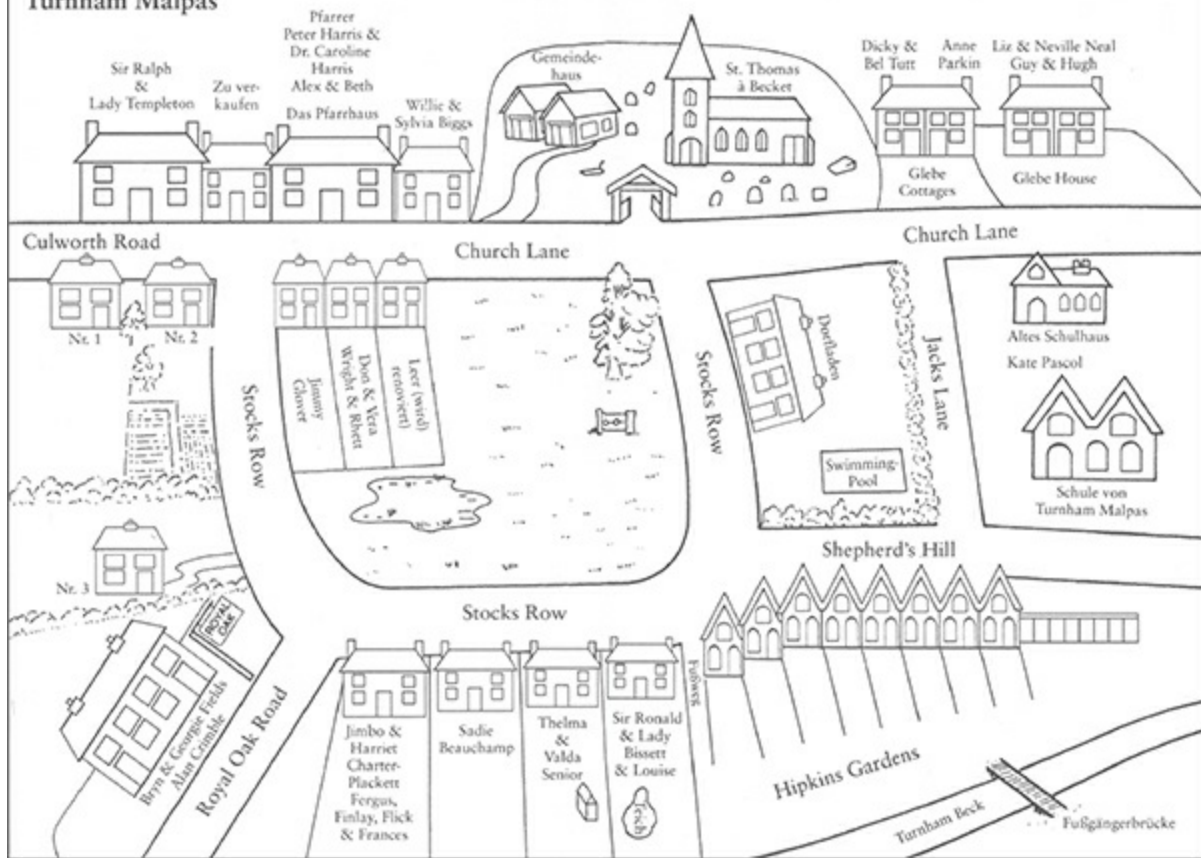 Turnham Malpas
Sir Ralph
&
Lady Templeton
Zu ver-
kaufen
Pfarrer
Peter Harris &
Dr. Caroline
Harris
Alex & Beth
Das Pfarrhaus
Willie &
Sylvia Biggs
Gemeinde-
haus
St. Thomas
à Becket
Dicky &
Bel Tutt
Anne
Parkin
Liz & Neville Neal
Guy & Hugh
Glebe
Cottages
Glebe House
Culworth Road
Church Lane
Church Lane
Nr. 1
Nr. 2
Stocks Row
Jimmy
Glover
Don & Vera
Wright & Rhett
Leer (wird)
renoviert)
Stocks Row
Dorfladen
Swimming-
Pool
Jacks Lane
Altes Schulhaus
Kate Pascol
Schule von
Turnham Malpas
Shepherd's Hill
Nr. 3
ROYAL
OAK
Bryn & Georgie Fields
Alan Crimble
Royal Oak Road
Stocks Row
Jimbo &
Harriet
Charter-
Plackett
Fergus,
Finlay, Flick
& Frances
Sadie
Beauchamp
Thelma
&
Valda
Senior
Sir Ronald
& Lady
Bissett
& Louise
Teich
Fußweg
Hipkins Gardens
Turnham Beck
Fußgängerbrücke